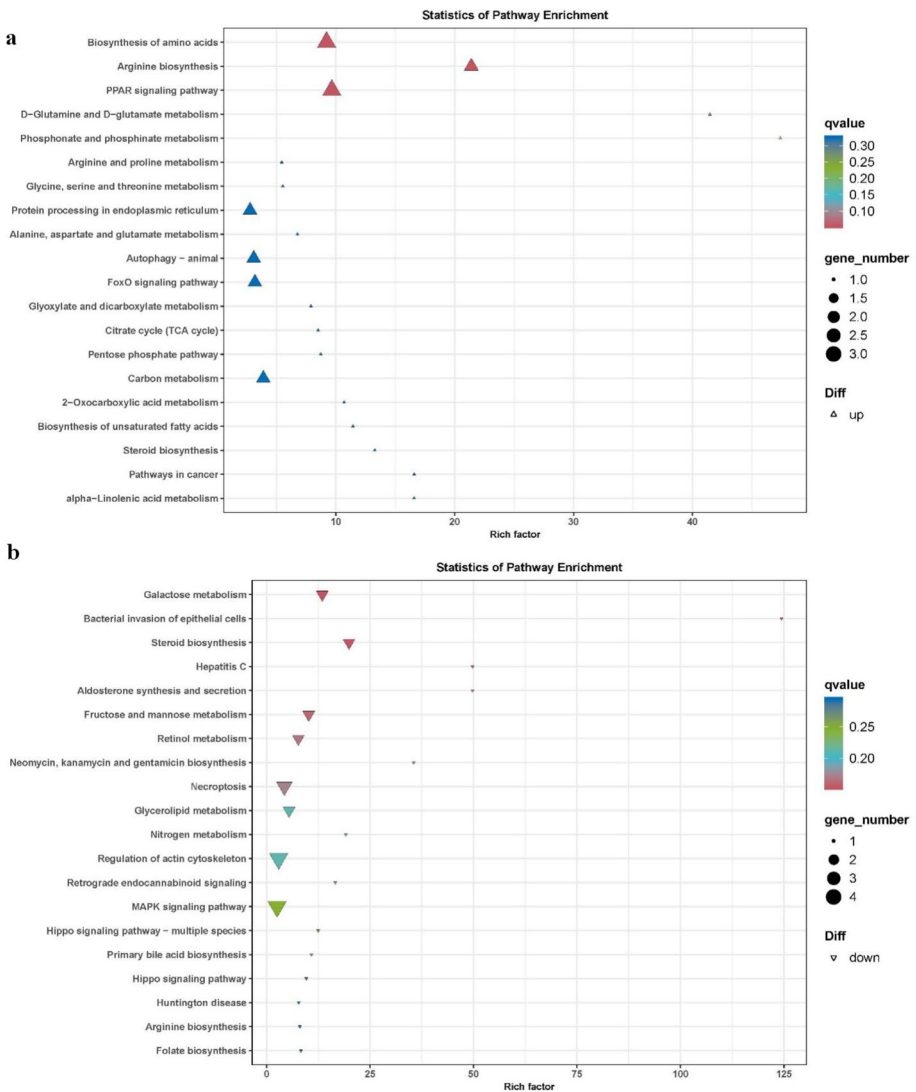 a
Statistics of Pathway Enrichment
Biosynthesis of amino acids
Arginine biosynthesis
PPAR signaling pathway
D−Glutamine and D−glutamate metabolism
Phosphonate and phosphinate metabolism
Arginine and proline metabolism
Glycine, serine and threonine metabolism
Protein processing in endoplasmic reticulum
Alanine, aspartate and glutamate metabolism
Autophagy − animal
FoxO signaling pathway
Glyoxylate and dicarboxylate metabolism
Citrate cycle (TCA cycle)
Pentose phosphate pathway
Carbon metabolism
2−Oxocarboxylic acid metabolism
Biosynthesis of unsaturated fatty acids
Steroid biosynthesis
Pathways in cancer
alpha−Linolenic acid metabolism
10 20 30 40
Rich factor
qvalue
0.30
0.25
0.20
0.15
0.10
gene_number
1.0
1.5
2.0
2.5
3.0
Diff
up
b
Statistics of Pathway Enrichment
Galactose metabolism
Bacterial invasion of epithelial cells
Steroid biosynthesis
Hepatitis C
Aldosterone synthesis and secretion
Fructose and mannose metabolism
Retinol metabolism
Neomycin, kanamycin and gentamicin biosynthesis
Necroptosis
Glycerolipid metabolism
Nitrogen metabolism
Regulation of actin cytoskeleton
Retrograde endocannabinoid signaling
MAPK signaling pathway
Hippo signaling pathway − multiple species
Primary bile acid biosynthesis
Hippo signaling pathway
Huntington disease
Arginine biosynthesis
Folate biosynthesis
0 25 50 75 100 125
Rich factor
qvalue
0.25
0.20
gene_number
1
2
3
4
Diff
down